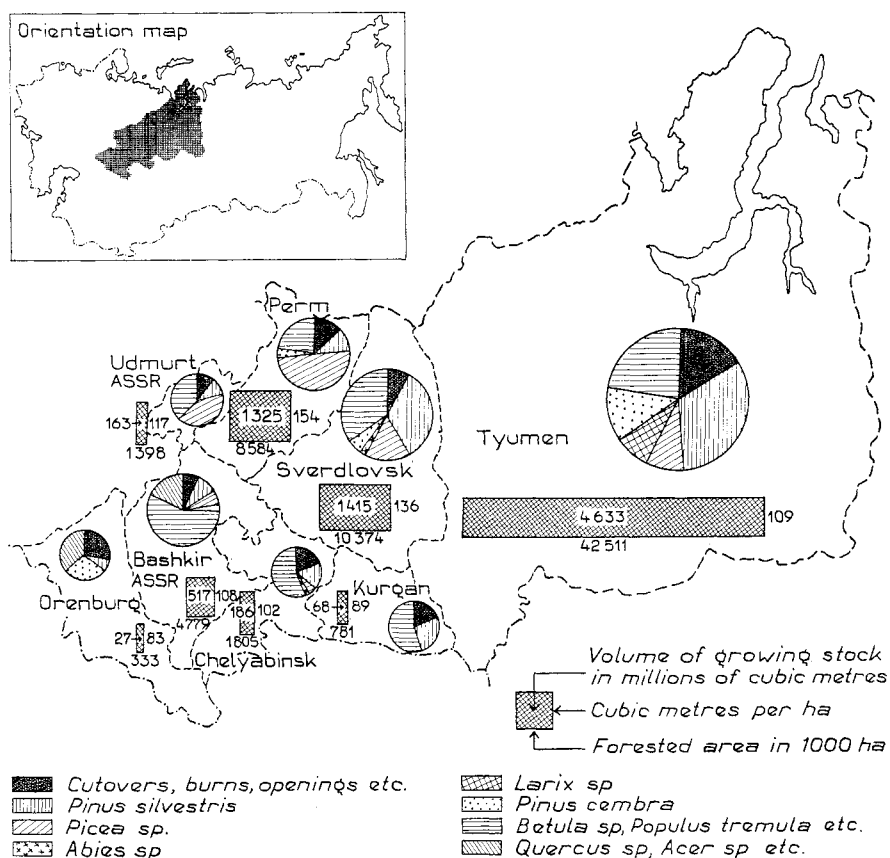 Orientation map
Perm
Udmurt
ASSR
163 117
1398
1325 154
8584
Sverdlovsk
1415 136
10 374
Tyumen
4633 109
42 511
Bashkir
ASSR
517 108
4779
Orenburg
27 83
333
186 102
1805
Chelyabinsk
Kurgan
68 89
781
Volume of growing stock
in millions of cubic metres
Cubic metres per ha
Forested area in 1000 ha
Cutovers, burns, openings etc.
Pinus silvestris
Picea sp.
Abies sp
Larix sp
Pinus cembra
Betula sp, Populus tremula etc.
Quercus sp, Acer sp etc.